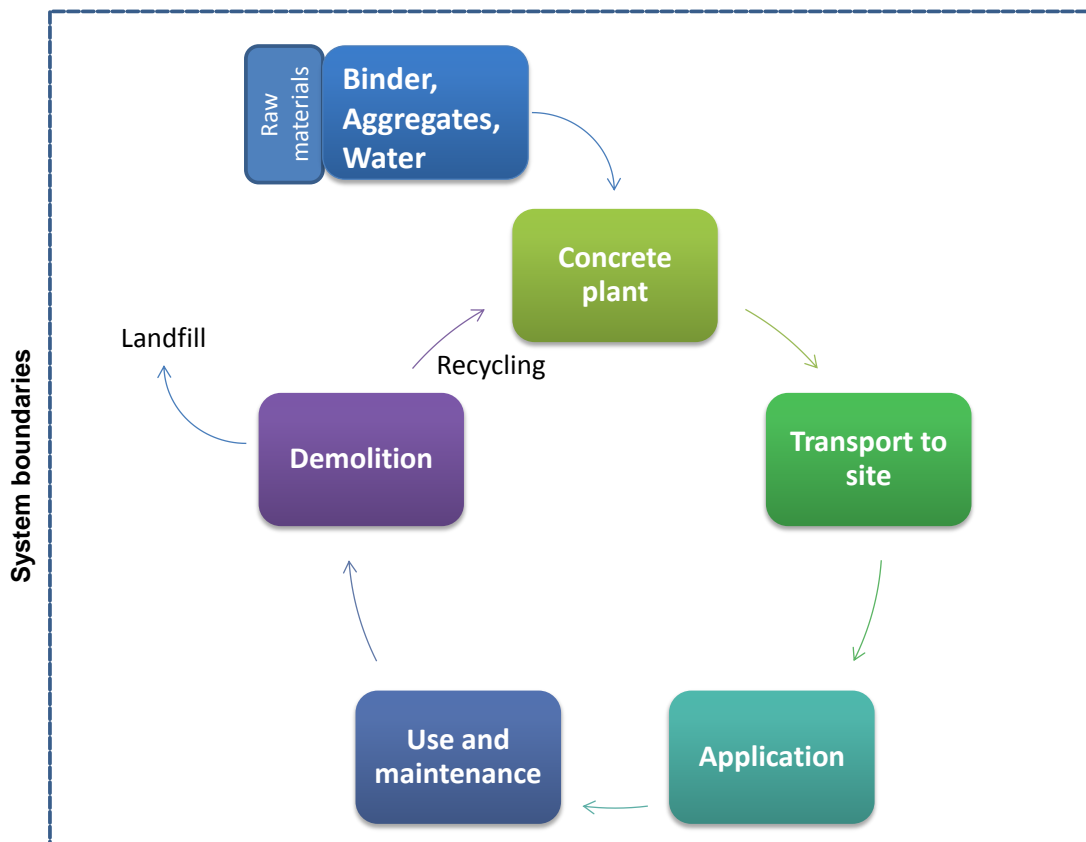 Raw
materials
Binder,
Aggregates,
Water
Concrete
plant
Landfill
Recycling
Demolition
Transport to
site
System boundaries
Use and
maintenance
Application